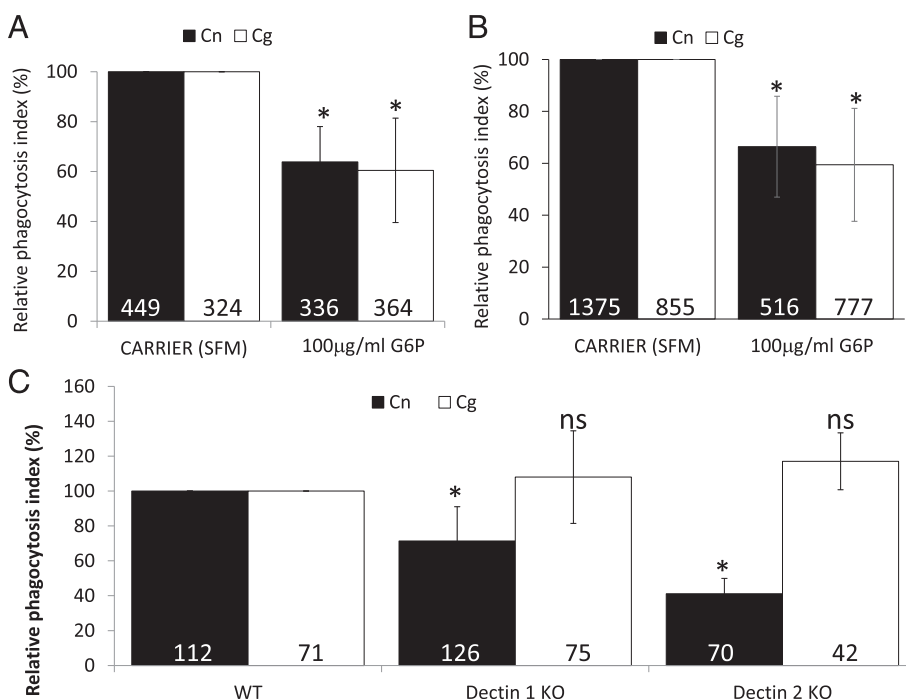 A
Cn Cg
Relative phagocytosis index (%)
100
80
60
40
20
0
* *
449 324 336 364
CARRIER (SFM) 100µg/ml G6P
B
Cn Cg
Relative phagocytosis index (%)
100
80
60
40
20
0
* *
1375 855 516 777
CARRIER (SFM) 100µg/ml G6P
C
Cn Cg
Relative phagocytosis index (%)
160
140
120
100
80
60
40
20
0
* ns * ns
112 71 126 75 70 42
WT Dectin 1 KO Dectin 2 KO